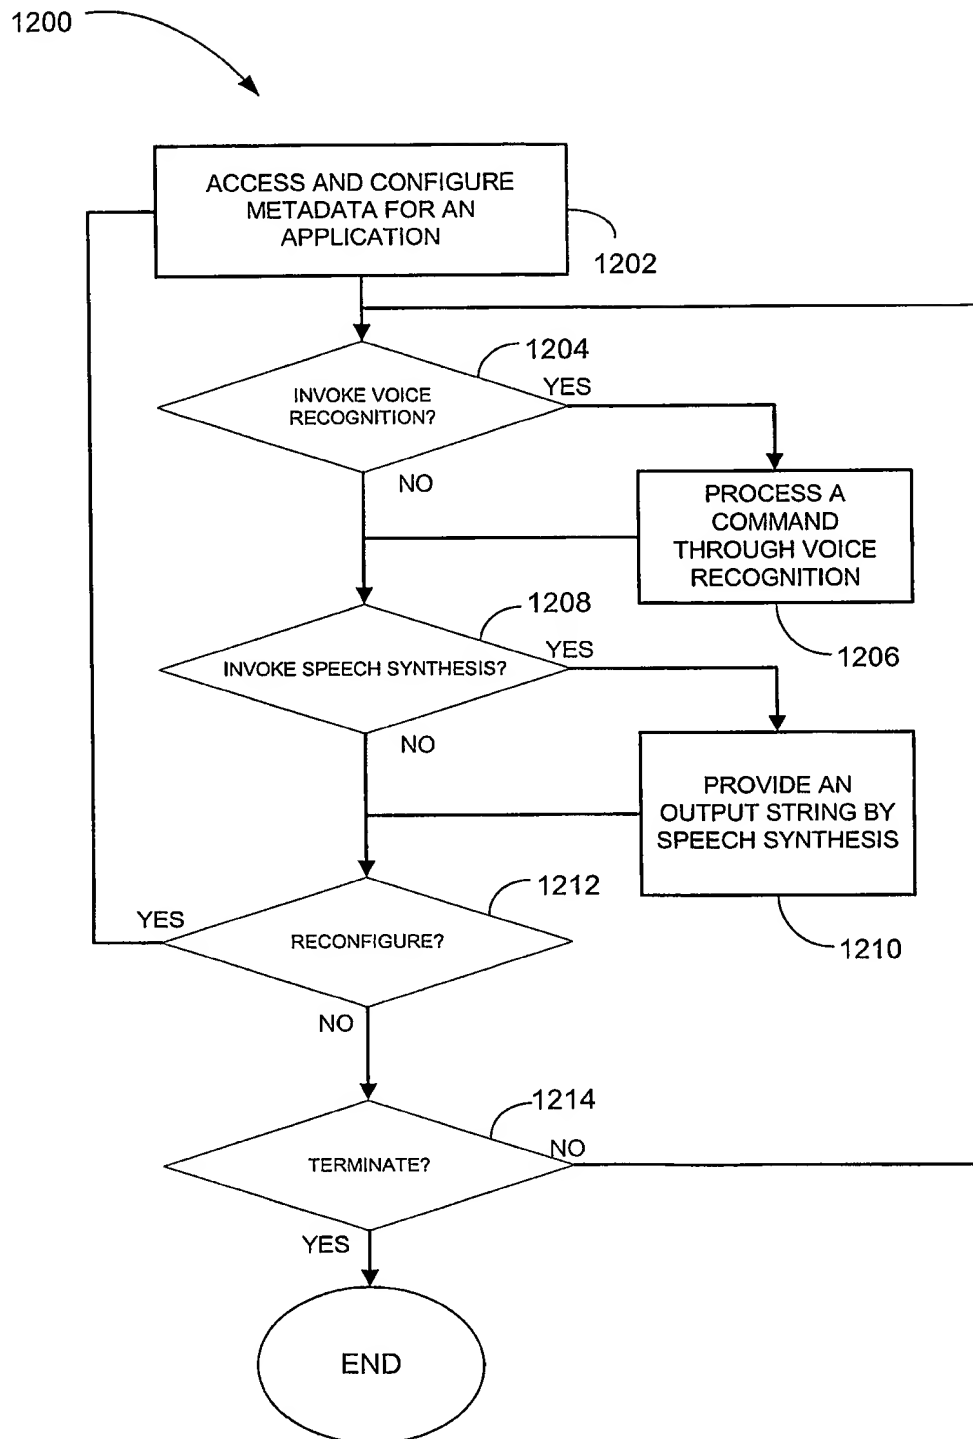 1200
ACCESS AND CONFIGURE
METADATA FOR AN
APPLICATION
1202
1204
INVOKE VOICE
RECOGNITION?
YES
NO
PROCESS A
COMMAND
THROUGH VOICE
RECOGNITION
1206
1208
INVOKE SPEECH SYNTHESIS?
YES
NO
PROVIDE AN
OUTPUT STRING BY
SPEECH SYNTHESIS
1210
1212
YES
RECONFIGURE?
NO
1214
NO
TERMINATE?
YES
END